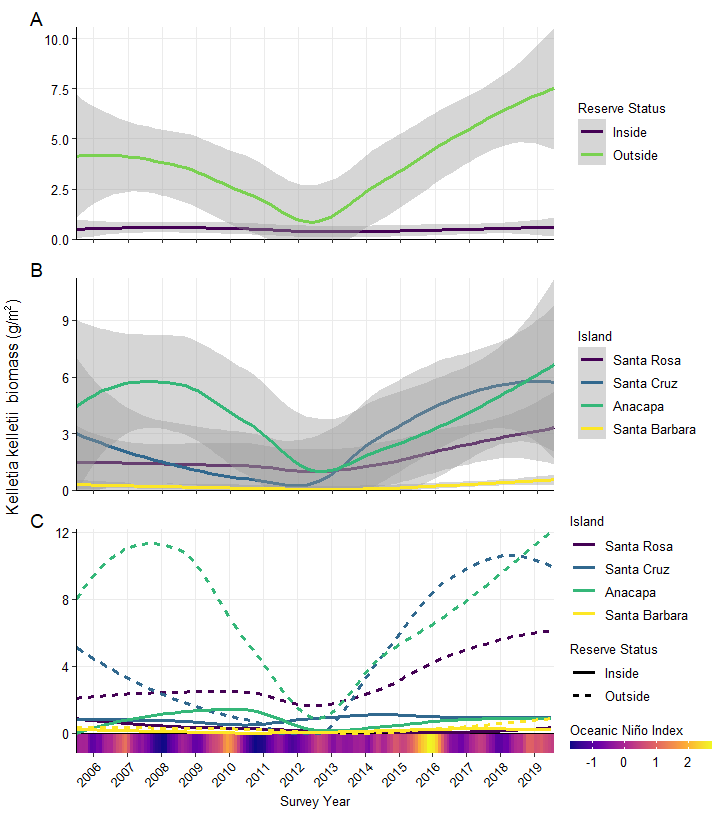 A
10.0
7.5
5.0
2.5
0.0
Reserve Status
Inside
Outside
B
9
6
3
0
Island
Santa Rosa
Santa Cruz
Anacapa
Santa Barbara
Kelletia kelletii biomass (g/m²)
C
12
8
4
0
Island
Santa Rosa
Santa Cruz
Anacapa
Santa Barbara
Reserve Status
Inside
Outside
Oceanic Niño Index
-1 0 1 2
2006 2007 2008 2009 2010 2011 2012 2013 2014 2015 2016 2017 2018 2019
Survey Year